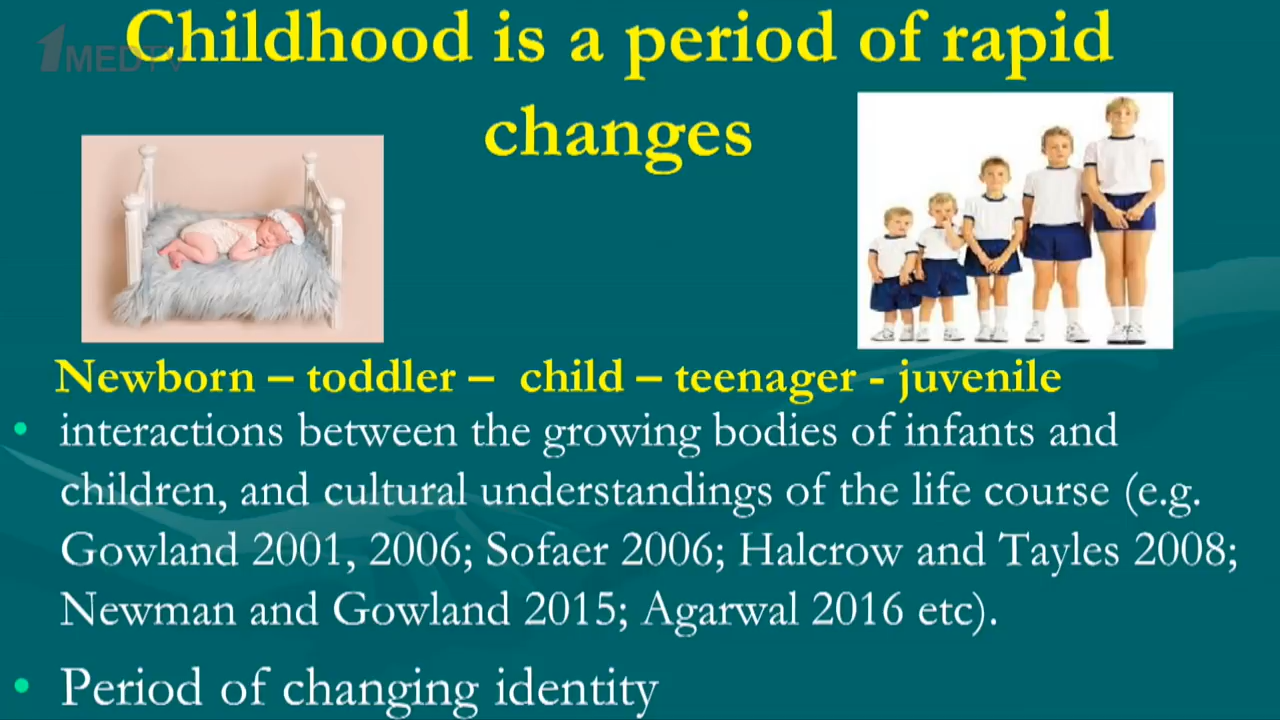 1MEDTV
Childhood is a period of rapid
changes
Newborn – toddler – child – teenager - juvenile
• interactions between the growing bodies of infants and
children, and cultural understandings of the life course (e.g.
Gowland 2001, 2006; Sofaer 2006; Halcrow and Tayles 2008;
Newman and Gowland 2015; Agarwal 2016 etc).
• Period of changing identity